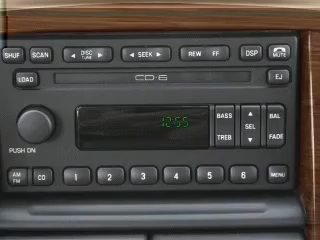 SHUF SCAN ◄ DISC TUNE ► ◄ SEEK ► REW FF DSP MUTE
LOAD CD-6 EJ
12:55
BASS ▲ BAL
SEL
TREB ▼ FADE
PUSH ON
AM FM CD 1 2 3 4 5 6 MENU